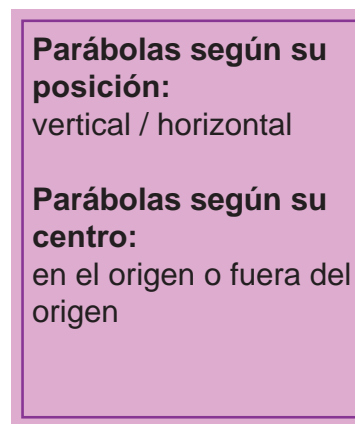 Parábolas según su
posición:
vertical / horizontal
Parábolas según su
centro:
en el origen o fuera del
origen